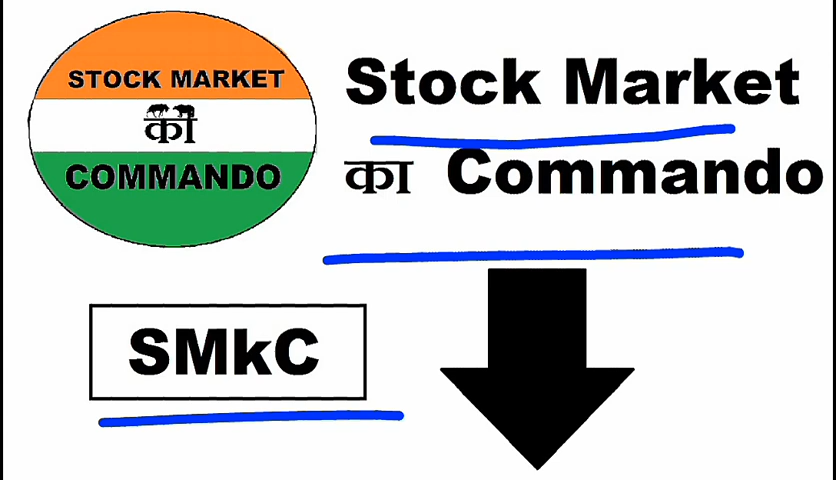 STOCK MARKET
का
COMMANDO
Stock Market
का Commando
SMkC